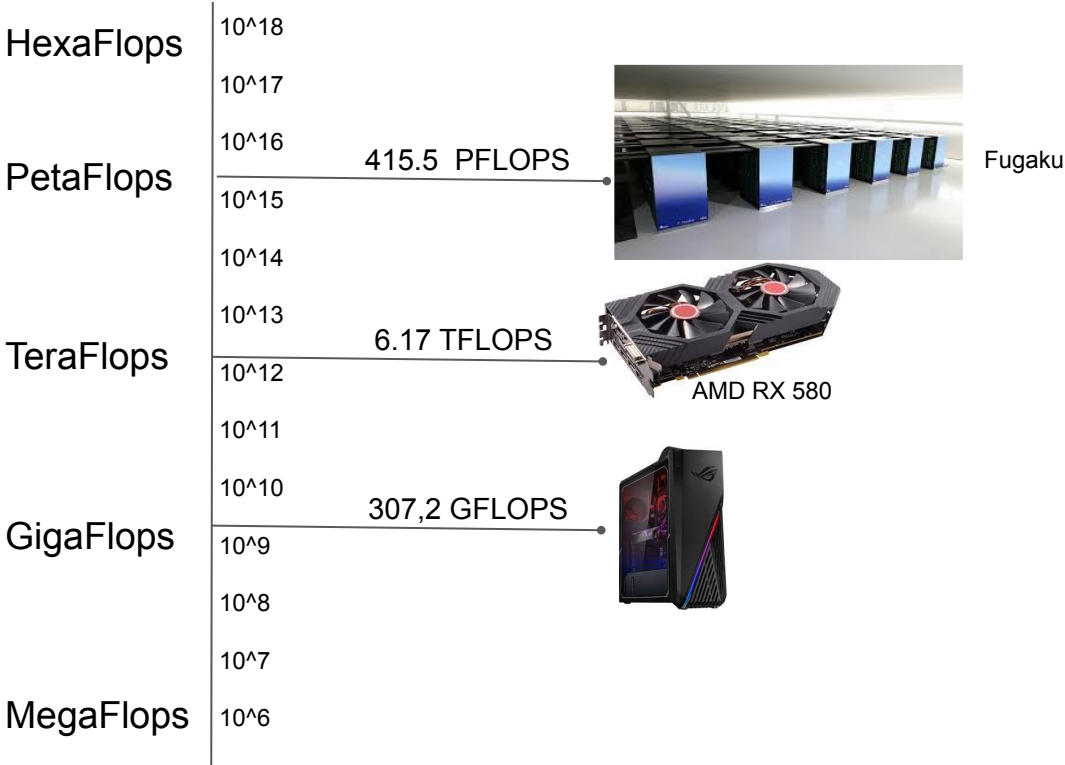 HexaFlops
10^18
10^17
10^16
PetaFlops
415.5 PFLOPS
Fugaku
10^15
10^14
10^13
TeraFlops
6.17 TFLOPS
10^12
AMD RX 580
10^11
10^10
GigaFlops
307,2 GFLOPS
10^9
10^8
10^7
MegaFlops
10^6